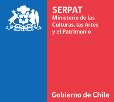 SERPAT
Ministerio de las
Culturas, las Artes
y el Patrimonio
Gobierno de Chile